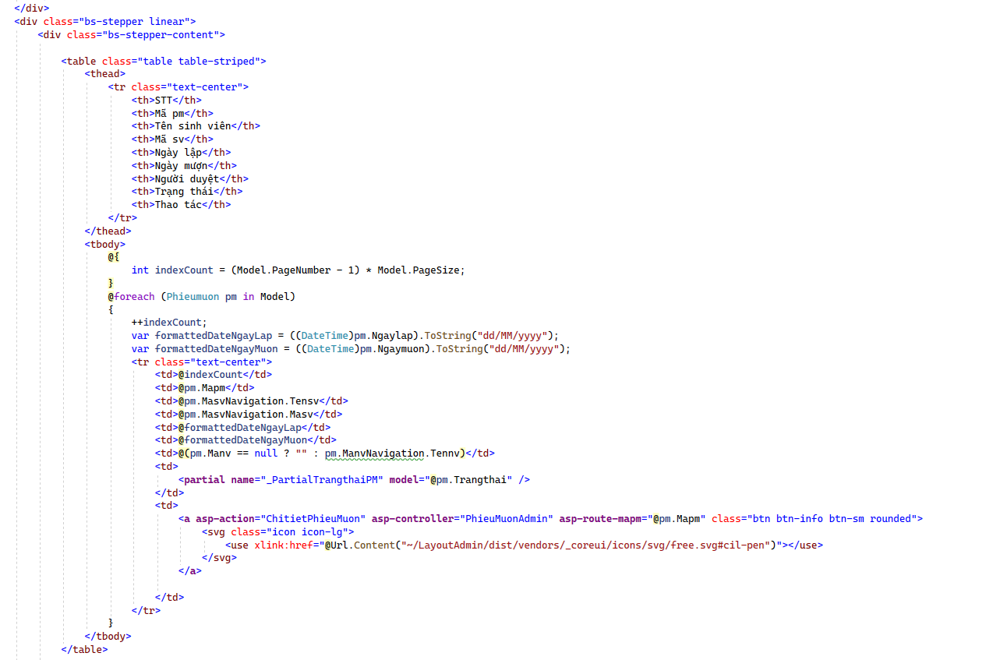 </div>
<div class="bs-stepper linear">
<div class="bs-stepper-content">
<table class="table table-striped">
<thead>
<tr class="text-center">
<th>STT</th>
<th>Mã pm</th>
<th>Tên sinh viên</th>
<th>Mã sv</th>
<th>Ngày lập</th>
<th>Ngày mượn</th>
<th>Người duyệt</th>
<th>Trạng thái</th>
<th>Thao tác</th>
</tr>
</thead>
<tbody>
@{
int indexCount = (Model.PageNumber - 1) * Model.PageSize;
}
@foreach (Phieumuon pm in Model)
{
++indexCount;
var formattedDateNgayLap = ((DateTime)pm.Ngaylap).ToString("dd/MM/yyyy");
var formattedDateNgayMuon = ((DateTime)pm.Ngaymuon).ToString("dd/MM/yyyy");
<tr class="text-center">
<td>@indexCount</td>
<td>@pm.Mapm</td>
<td>@pm.MasvNavigation.Tensv</td>
<td>@pm.MasvNavigation.Masv</td>
<td>@formattedDateNgayLap</td>
<td>@formattedDateNgayMuon</td>
<td>@(pm.Manv == null ? "" : pm.ManvNavigation.Tennv)</td>
<td>
<partial name="_PartialTrangthaiPM" model="@pm.Trangthai" />
</td>
<td>
<a asp-action="ChitietPhieuMuon" asp-controller="PhieuMuonAdmin" asp-route-mapm="@pm.Mapm" class="btn btn-info btn-sm rounded">
<svg class="icon icon-lg">
<use xlink:href="@Url.Content("~/LayoutAdmin/dist/vendors/_coreui/icons/svg/free.svg#cil-pen")"></use>
</svg>
</a>
</td>
</tr>
}
</tbody>
</table>